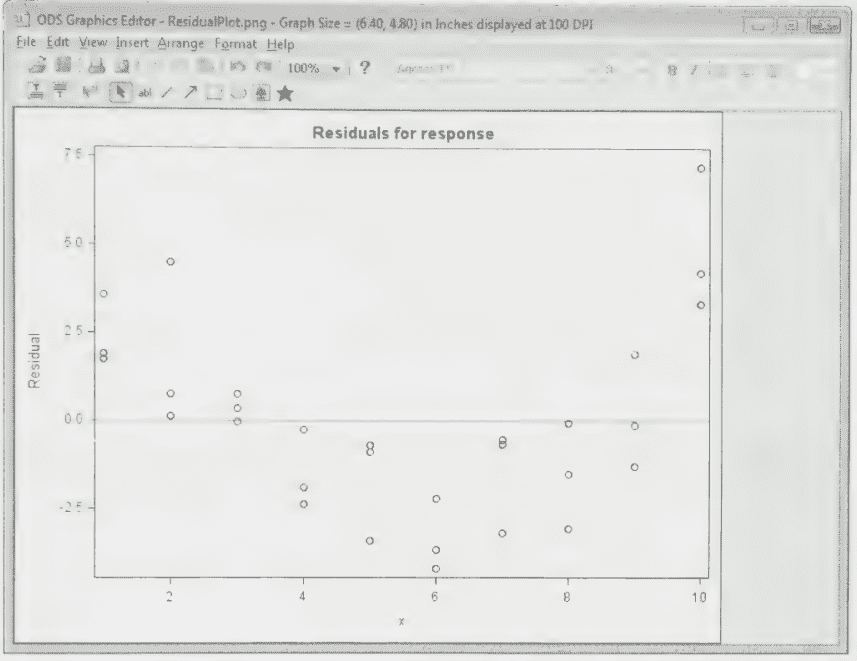 ODS Graphics Editor - ResidualPlot.png - Graph Size = (6.40, 4.80) in Inches displayed at 100 DPI
File Edit View Insert Arrange Format Help
100% ?
B I
abl
Residuals for response
7.5
5.0
2.5
0.0
-2.5
Residual
2 4 6 8 10
x